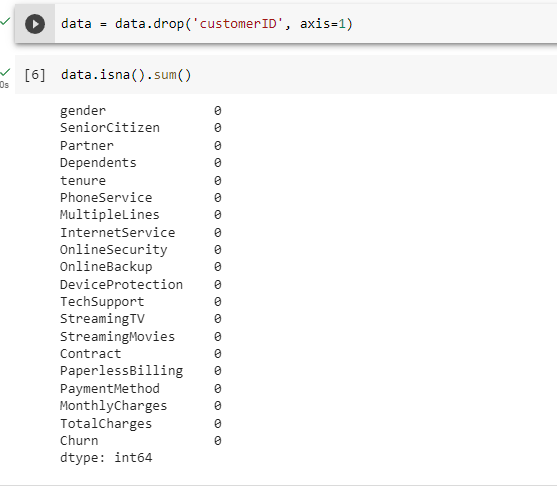 data = data.drop('customerID', axis=1)
[6] data.isna().sum()
0s
gender 0
SeniorCitizen 0
Partner 0
Dependents 0
tenure 0
PhoneService 0
MultipleLines 0
InternetService 0
OnlineSecurity 0
OnlineBackup 0
DeviceProtection 0
TechSupport 0
StreamingTV 0
StreamingMovies 0
Contract 0
PaperlessBilling 0
PaymentMethod 0
MonthlyCharges 0
TotalCharges 0
Churn 0
dtype: int64